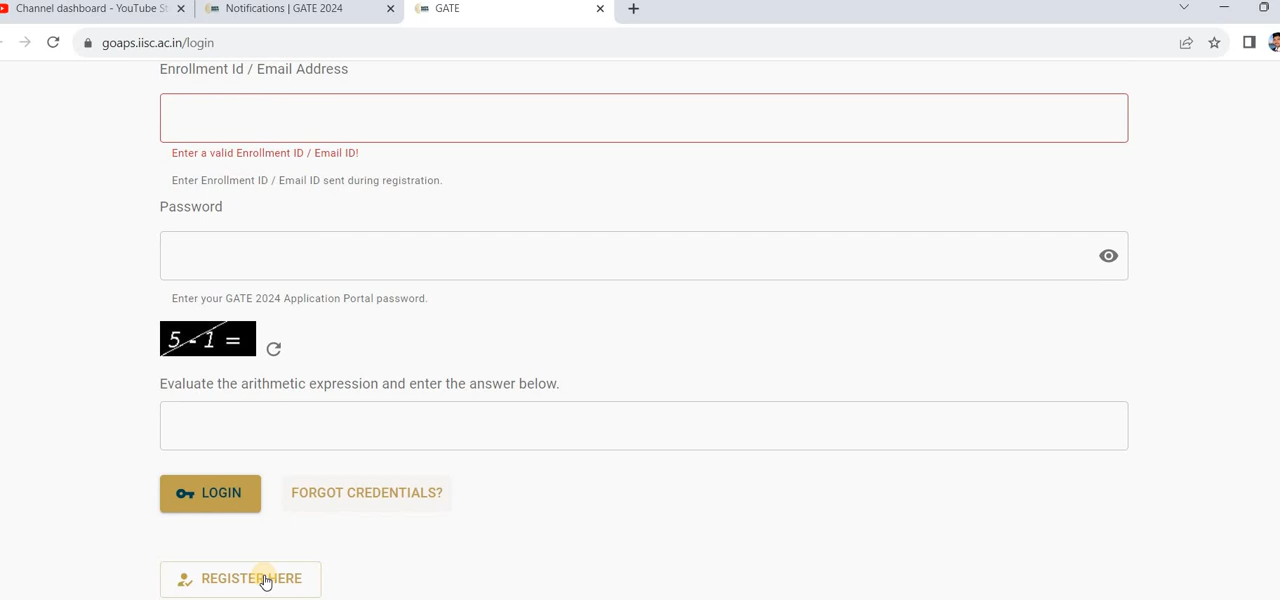 Channel dashboard - YouTube St
Notifications | GATE 2024
GATE
goaps.iisc.ac.in/login
Enrollment Id / Email Address
Enter a valid Enrollment ID / Email ID!
Enter Enrollment ID / Email ID sent during registration.
Password
Enter your GATE 2024 Application Portal password.
5 - 1 =
Evaluate the arithmetic expression and enter the answer below.
LOGIN FORGOT CREDENTIALS?
REGISTER HERE